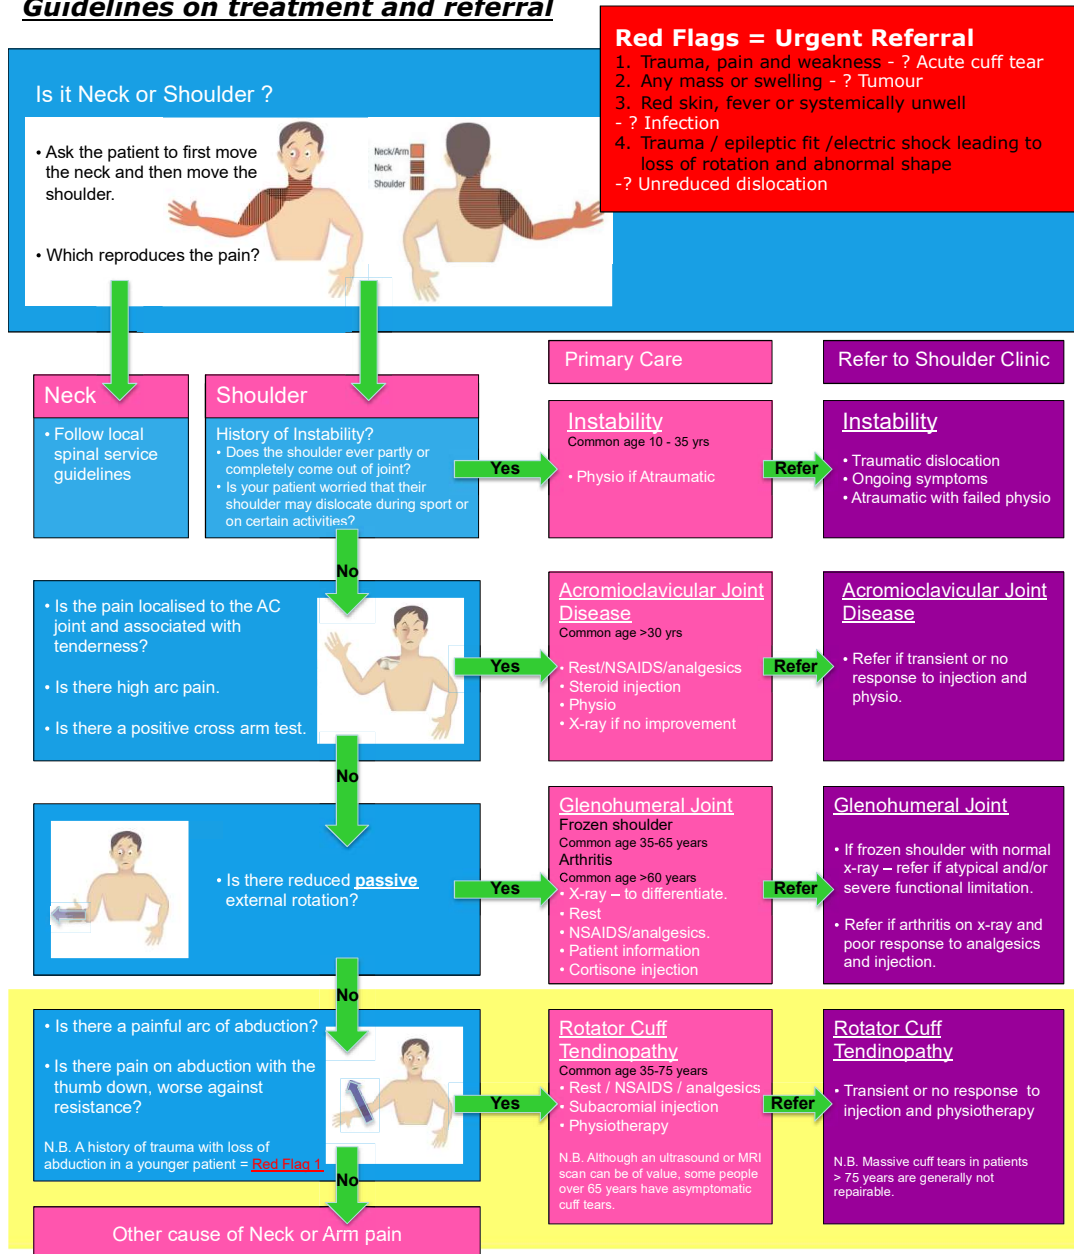 Guidelines on treatment and referral
Red Flags = Urgent Referral
1. Trauma, pain and weakness - ? Acute cuff tear
2. Any mass or swelling - ? Tumour
3. Red skin, fever or systemically unwell
- ? Infection
4. Trauma / epileptic fit /electric shock leading to
loss of rotation and abnormal shape
-? Unreduced dislocation
Is it Neck or Shoulder ?
• Ask the patient to first move
the neck and then move the
shoulder.
• Which reproduces the pain?
Neck/Arm
Neck
Shoulder
Primary Care
Refer to Shoulder Clinic
Neck
• Follow local
spinal service
guidelines
Shoulder
History of Instability?
• Does the shoulder ever partly or
completely come out of joint?
• Is your patient worried that their
shoulder may dislocate during sport or
on certain activities?
Yes
Instability
Common age 10 - 35 yrs
• Physio if Atraumatic
Refer
Instability
• Traumatic dislocation
• Ongoing symptoms
• Atraumatic with failed physio
No
• Is the pain localised to the AC
joint and associated with
tenderness?
• Is there high arc pain.
• Is there a positive cross arm test.
Yes
Acromioclavicular Joint
Disease
Common age >30 yrs
• Rest/NSAIDS/analgesics
• Steroid injection
• Physio
• X-ray if no improvement
Refer
Acromioclavicular Joint
Disease
• Refer if transient or no
response to injection and
physio.
No
• Is there reduced passive
external rotation?
Yes
Glenohumeral Joint
Frozen shoulder
Common age 35-65 years
Arthritis
Common age >60 years
• X-ray – to differentiate.
• Rest
• NSAIDS/analgesics.
• Patient information
• Cortisone injection
Refer
Glenohumeral Joint
• If frozen shoulder with normal
x-ray – refer if atypical and/or
severe functional limitation.
• Refer if arthritis on x-ray and
poor response to analgesics
and injection.
No
• Is there a painful arc of abduction?
• Is there pain on abduction with the
thumb down, worse against
resistance?
N.B. A history of trauma with loss of
abduction in a younger patient = Red Flag 1
Yes
Rotator Cuff
Tendinopathy
Common age 35-75 years
• Rest / NSAIDS / analgesics
• Subacromial injection
• Physiotherapy
N.B. Although an ultrasound or MRI
scan can be of value, some people
over 65 years have asymptomatic
cuff tears.
Refer
Rotator Cuff
Tendinopathy
• Transient or no response to
injection and physiotherapy
N.B. Massive cuff tears in patients
> 75 years are generally not
repairable.
No
Other cause of Neck or Arm pain